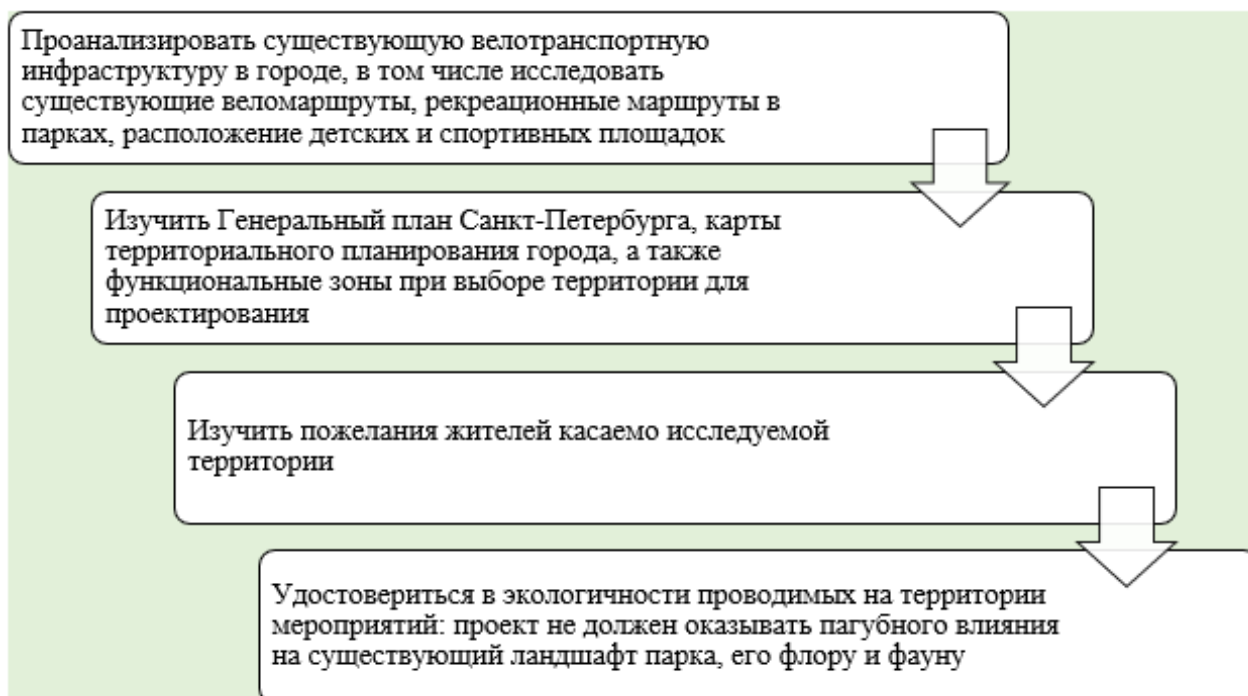 Проанализировать существующую велотранспортную
инфраструктуру в городе, в том числе исследовать
существующие веломаршруты, рекреационные маршруты в
парках, расположение детских и спортивных площадок
Изучить Генеральный план Санкт-Петербурга, карты
территориального планирования города, а также
функциональные зоны при выборе территории для
проектирования
Изучить пожелания жителей касаемо исследуемой
территории
Удостовериться в экологичности проводимых на территории
мероприятий: проект не должен оказывать пагубного влияния
на существующий ландшафт парка, его флору и фауну